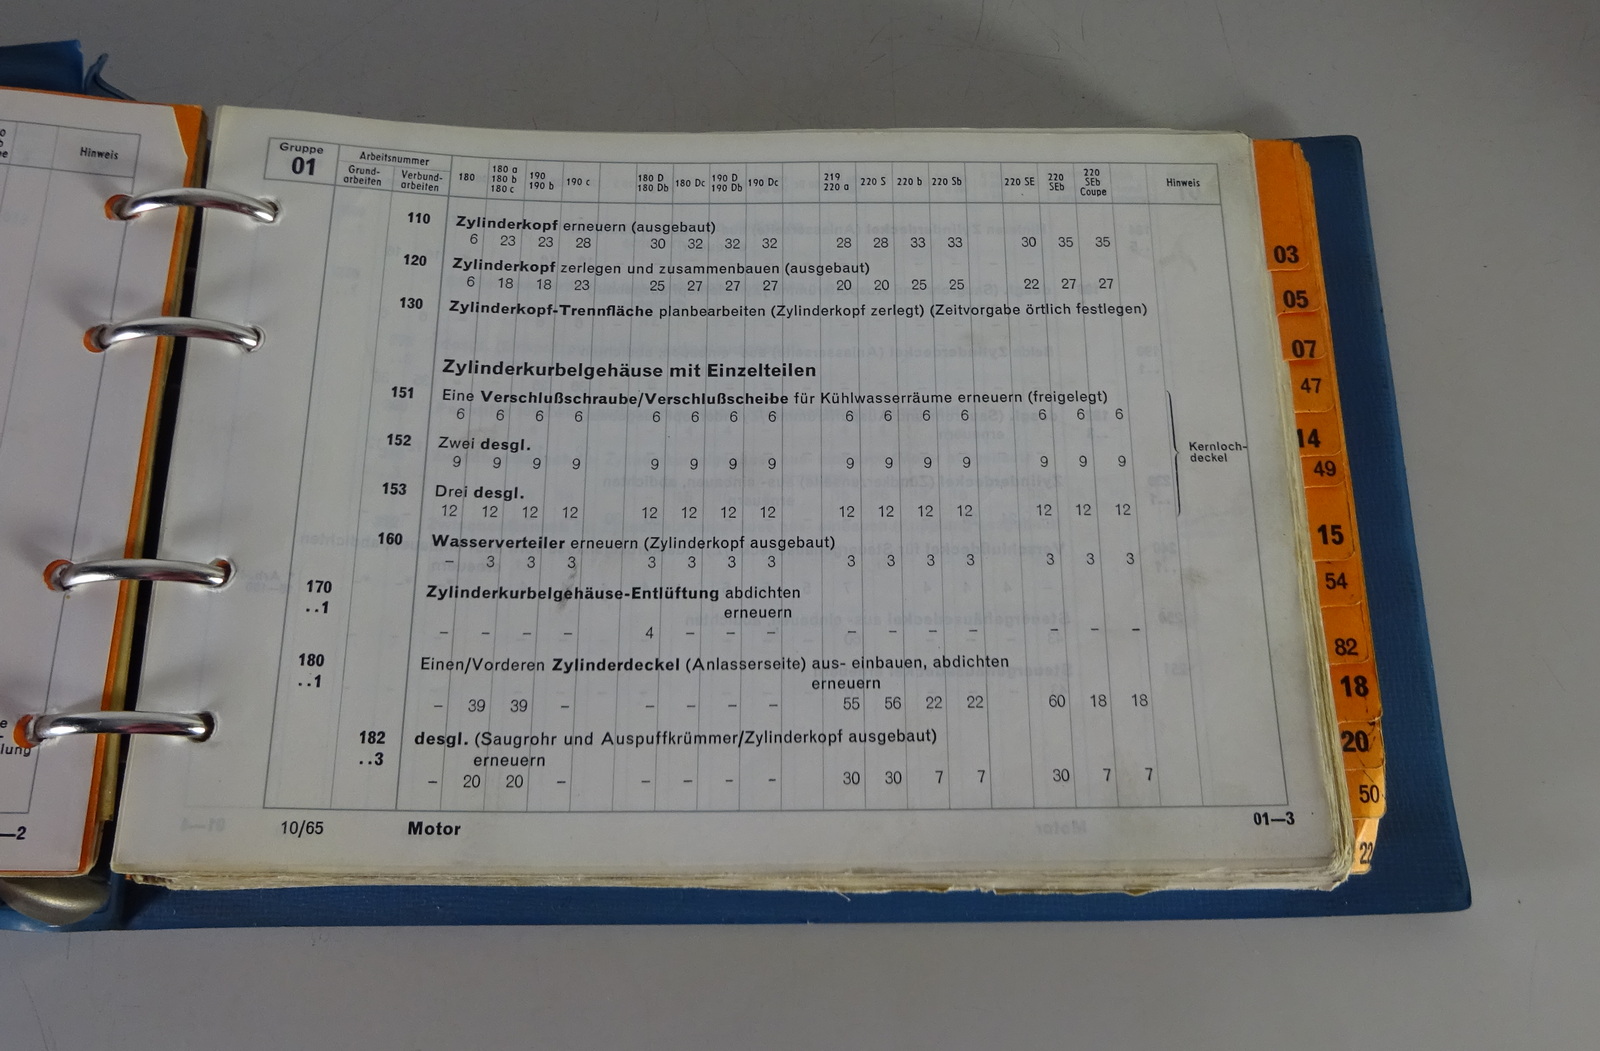 Hinweis
lung
—2
Gruppe
01
Arbeitsnummer
Grund-
arbeiten
Verbund-
arbeiten
180
180 a
180 b
180 c
190
190 b
190 c
180 D
180 Db
180 Dc
190 D
190 Db
190 Dc
219
220 a
220 S
220 b
220 Sb
220 SE
220
SEb
220
SEb
Coupe
Hinweis
110 Zylinderkopf erneuern (ausgebaut)
6 23 23 28 30 32 32 32 28 28 33 33 30 35 35
120 Zylinderkopf zerlegen und zusammenbauen (ausgebaut)
6 18 18 23 25 27 27 27 20 20 25 25 22 27 27
130 Zylinderkopf-Trennfläche planbearbeiten (Zylinderkopf zerlegt) (Zeitvorgabe örtlich festlegen)
Zylinderkurbelgehäuse mit Einzelteilen
151 Eine Verschlußschraube/Verschlußscheibe für Kühlwasserräume erneuern (freigelegt)
6 6 6 6 6 6 6 6 6 6 6 6 6 6 6
152 Zwei desgl.
9 9 9 9 9 9 9 9 9 9 9 9 9 9 9
Kernloch-
deckel
153 Drei desgl.
12 12 12 12 12 12 12 12 12 12 12 12 12 12 12
160 Wasserverteiler erneuern (Zylinderkopf ausgebaut)
– 3 3 3 3 3 3 3 3 3 3 3 3 3 3
170 Zylinderkurbelgehäuse-Entlüftung abdichten
..1 erneuern
– – – – 4 – – – – – – – – – –
180 Einen/Vorderen Zylinderdeckel (Anlasserseite) aus- einbauen, abdichten
..1 erneuern
– 39 39 – – – – – 55 56 22 22 60 18 18
182 desgl. (Saugrohr und Auspuffkrümmer/Zylinderkopf ausgebaut)
..3 erneuern
– 20 20 – – – – – 30 30 7 7 30 7 7
10/65 Motor 01—3
03
05
07
47
14
49
15
54
82
18
20
50
22